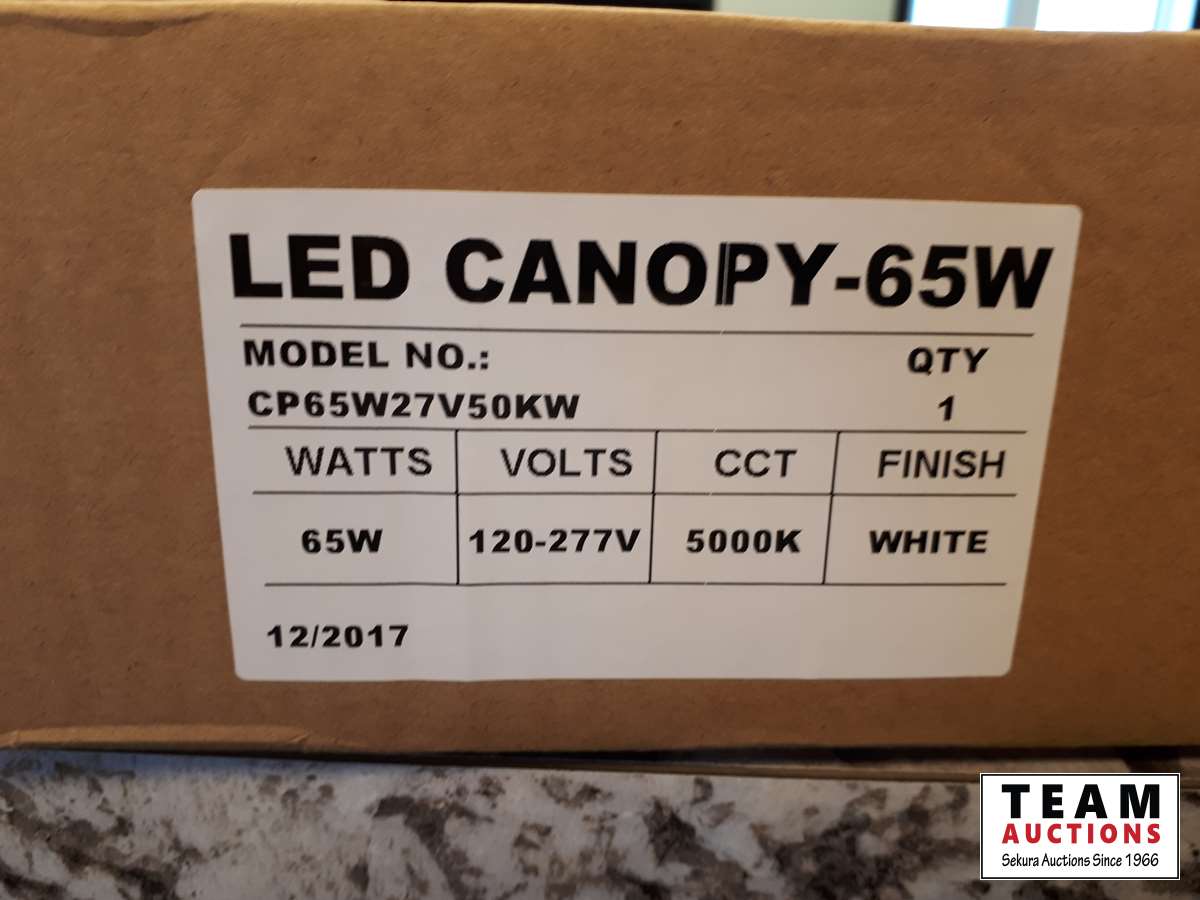 LED CANOPY-65W
MODEL NO.: QTY
CP65W27V50KW 1
WATTS VOLTS CCT FINISH
65W 120-277V 5000K WHITE
12/2017
TEAM
AUCTIONS
Sekura Auctions Since 1966